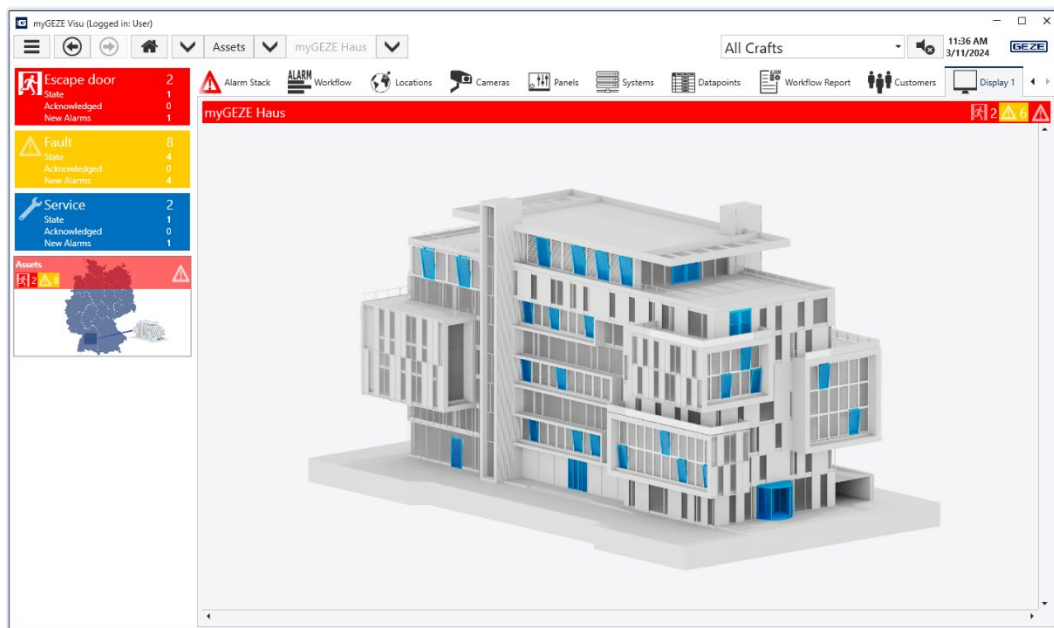 myGEZE Visu (Logged in: User)
Assets
myGEZE Haus
All Crafts
11:36 AM
3/11/2024
GEZE
Escape door 2
State 1
Acknowledged 0
New Alarms 1
Fault 8
State 4
Acknowledged 0
New Alarms 4
Service 2
State 1
Acknowledged 0
New Alarms 1
Assets
2 8
Alarm Stack
ALARM
Workflow
Locations
Cameras
Panels
Systems
Datapoints
Workflow Report
Customers
Display 1
myGEZE Haus
2 6